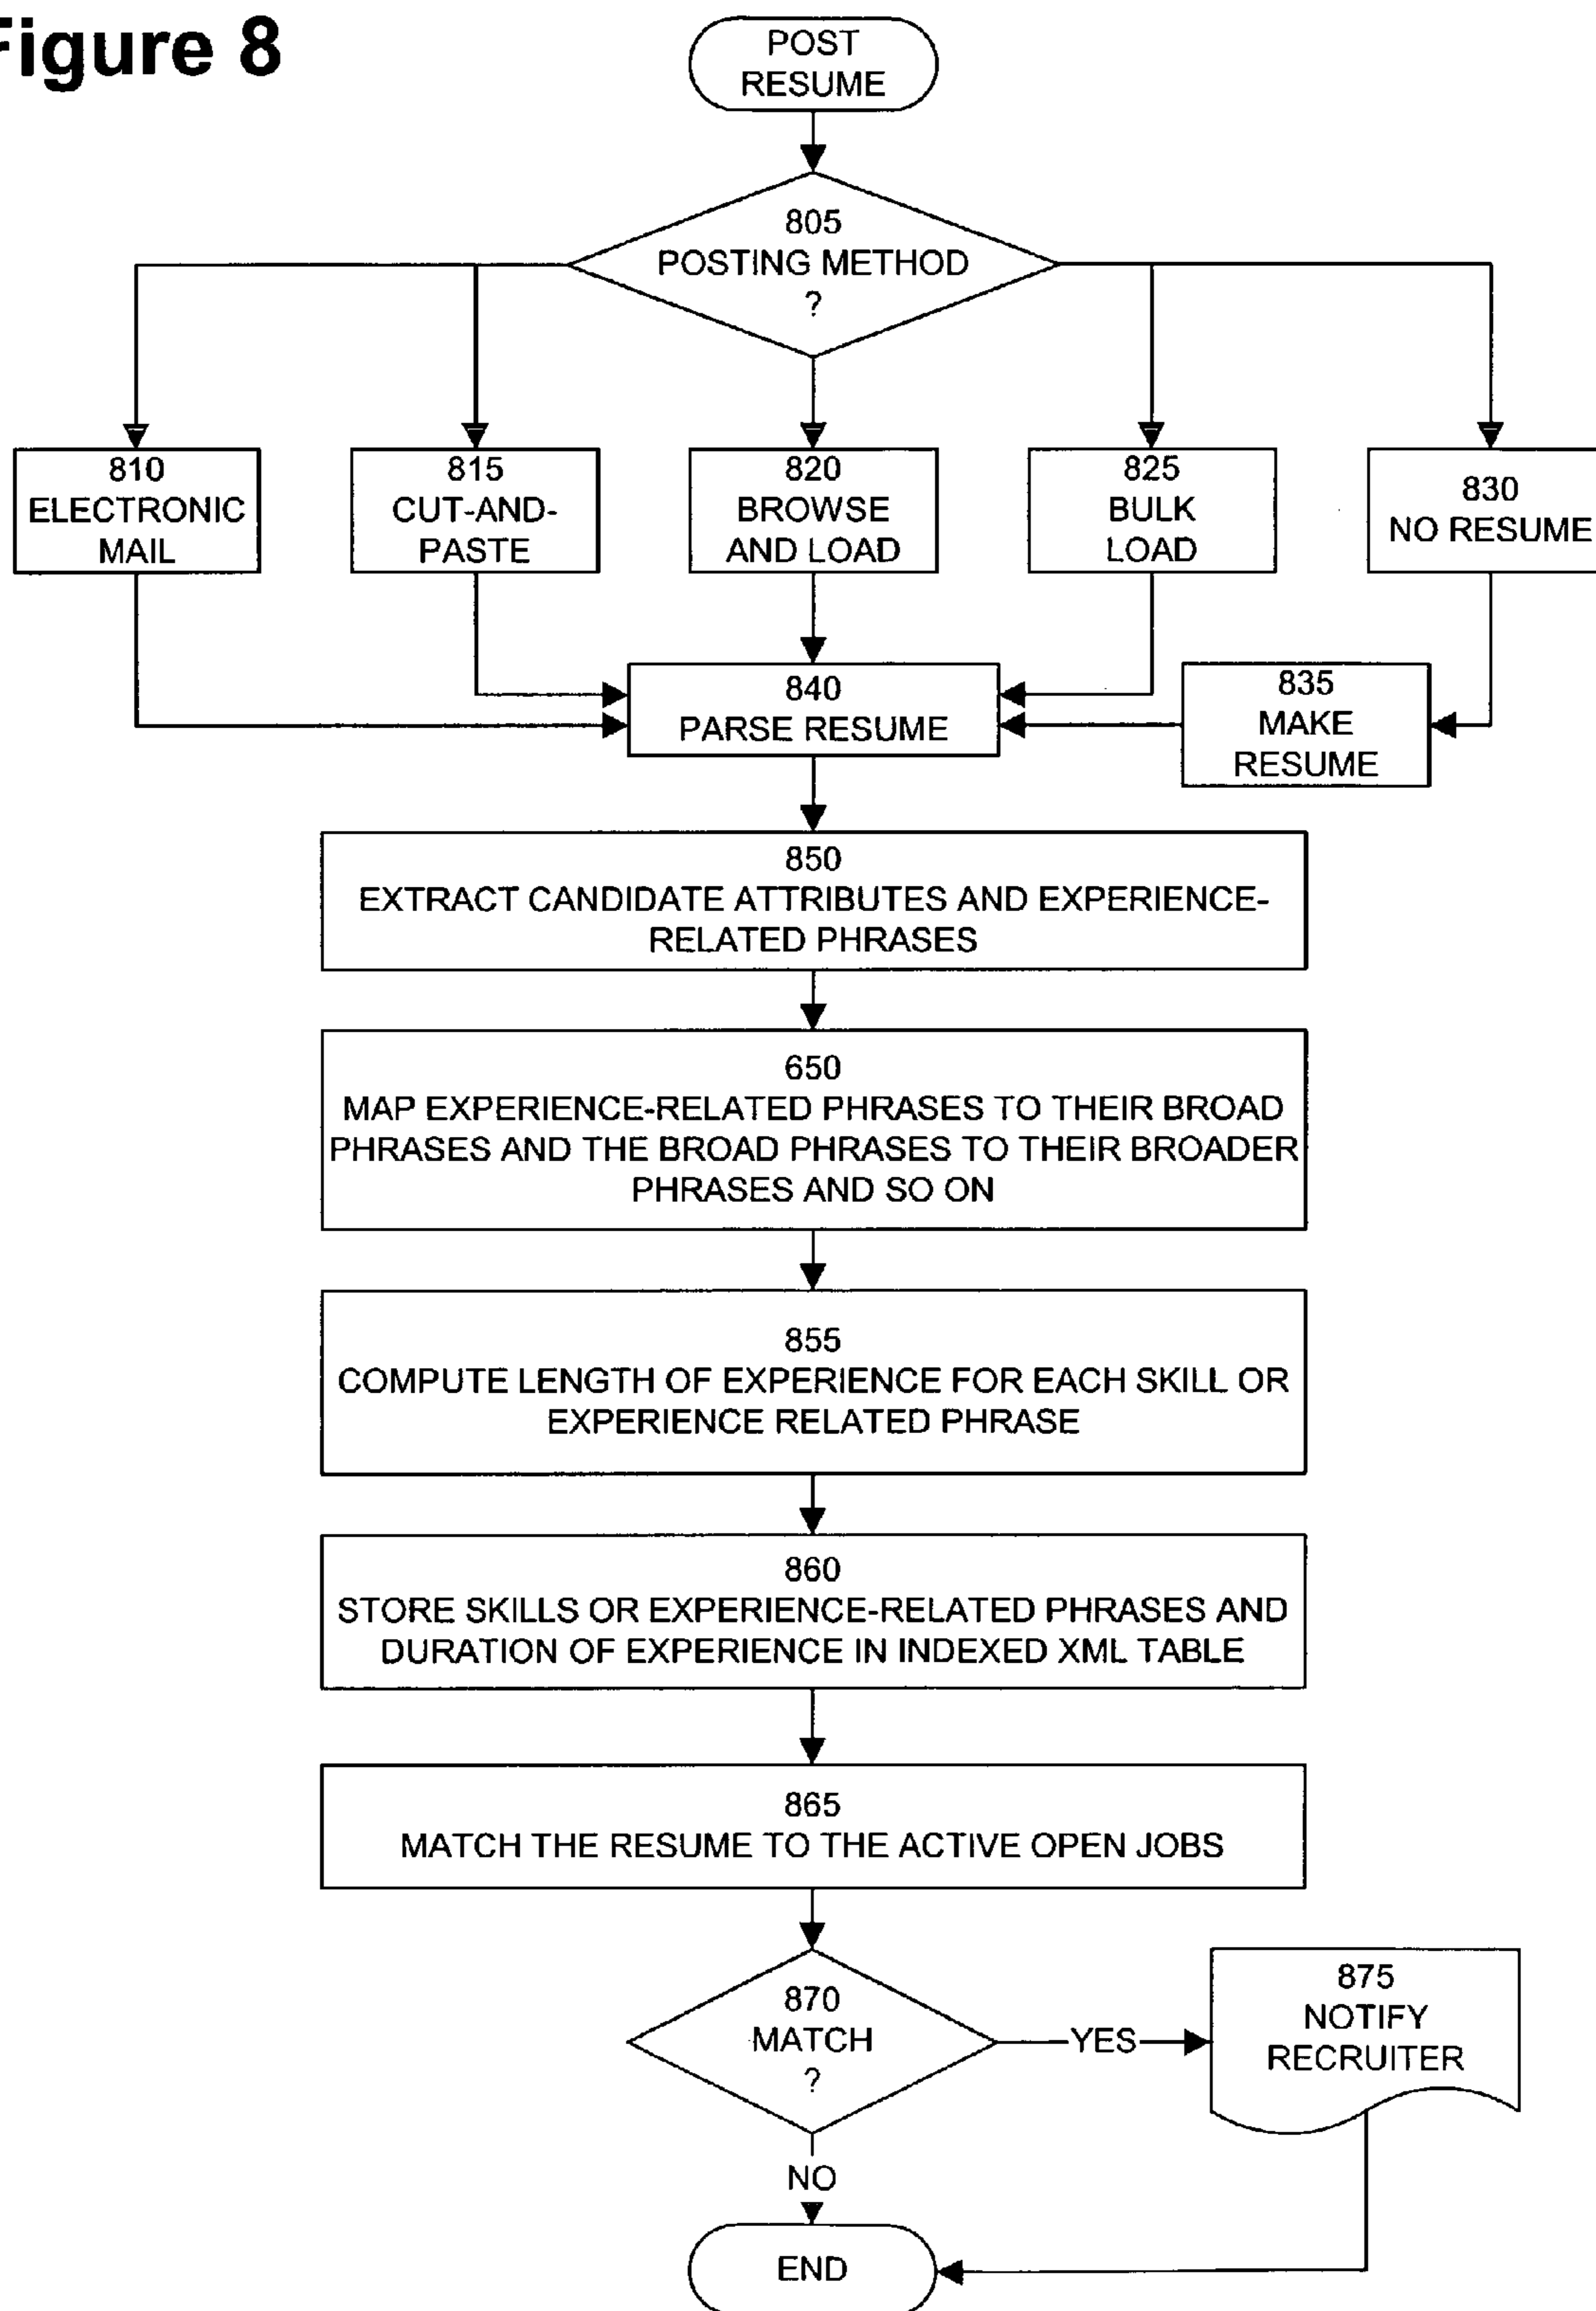 Figure 8
POST
RESUME
805
POSTING METHOD
?
810
ELECTRONIC
MAIL
815
CUT-AND-
PASTE
820
BROWSE
AND LOAD
825
BULK
LOAD
830
NO RESUME
840
PARSE RESUME
835
MAKE
RESUME
850
EXTRACT CANDIDATE ATTRIBUTES AND EXPERIENCE-
RELATED PHRASES
650
MAP EXPERIENCE-RELATED PHRASES TO THEIR BROAD
PHRASES AND THE BROAD PHRASES TO THEIR BROADER
PHRASES AND SO ON
855
COMPUTE LENGTH OF EXPERIENCE FOR EACH SKILL OR
EXPERIENCE RELATED PHRASE
860
STORE SKILLS OR EXPERIENCE-RELATED PHRASES AND
DURATION OF EXPERIENCE IN INDEXED XML TABLE
865
MATCH THE RESUME TO THE ACTIVE OPEN JOBS
870
MATCH
?
YES
875
NOTIFY
RECRUITER
NO
END